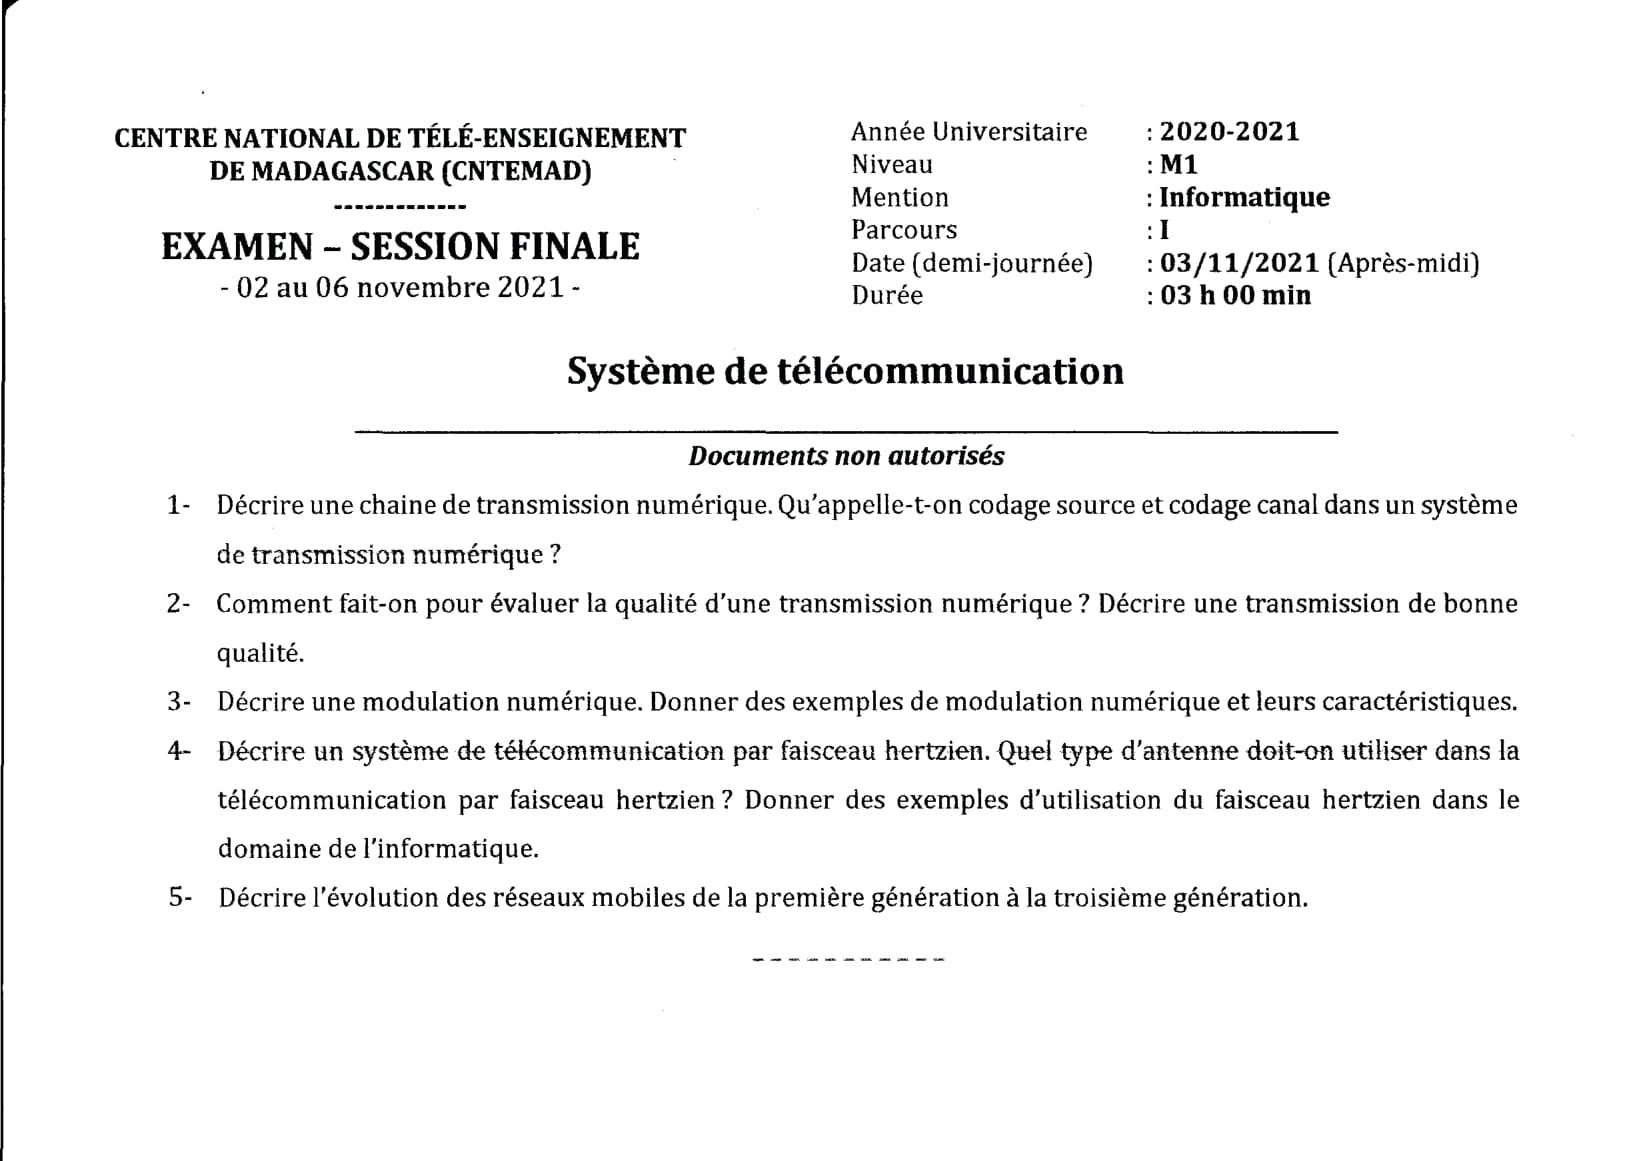 CENTRE NATIONAL DE TÉLÉ-ENSEIGNEMENT
DE MADAGASCAR (CNTEMAD)
-------------
EXAMEN – SESSION FINALE
- 02 au 06 novembre 2021 -
Année Universitaire : 2020-2021
Niveau : M1
Mention : Informatique
Parcours : I
Date (demi-journée) : 03/11/2021 (Après-midi)
Durée : 03 h 00 min
Système de télécommunication
Documents non autorisés
1- Décrire une chaine de transmission numérique. Qu'appelle-t-on codage source et codage canal dans un système
de transmission numérique ?
2- Comment fait-on pour évaluer la qualité d'une transmission numérique ? Décrire une transmission de bonne
qualité.
3- Décrire une modulation numérique. Donner des exemples de modulation numérique et leurs caractéristiques.
4- Décrire un système de télécommunication par faisceau hertzien. Quel type d'antenne doit-on utiliser dans la
télécommunication par faisceau hertzien ? Donner des exemples d'utilisation du faisceau hertzien dans le
domaine de l'informatique.
5- Décrire l'évolution des réseaux mobiles de la première génération à la troisième génération.
-----------